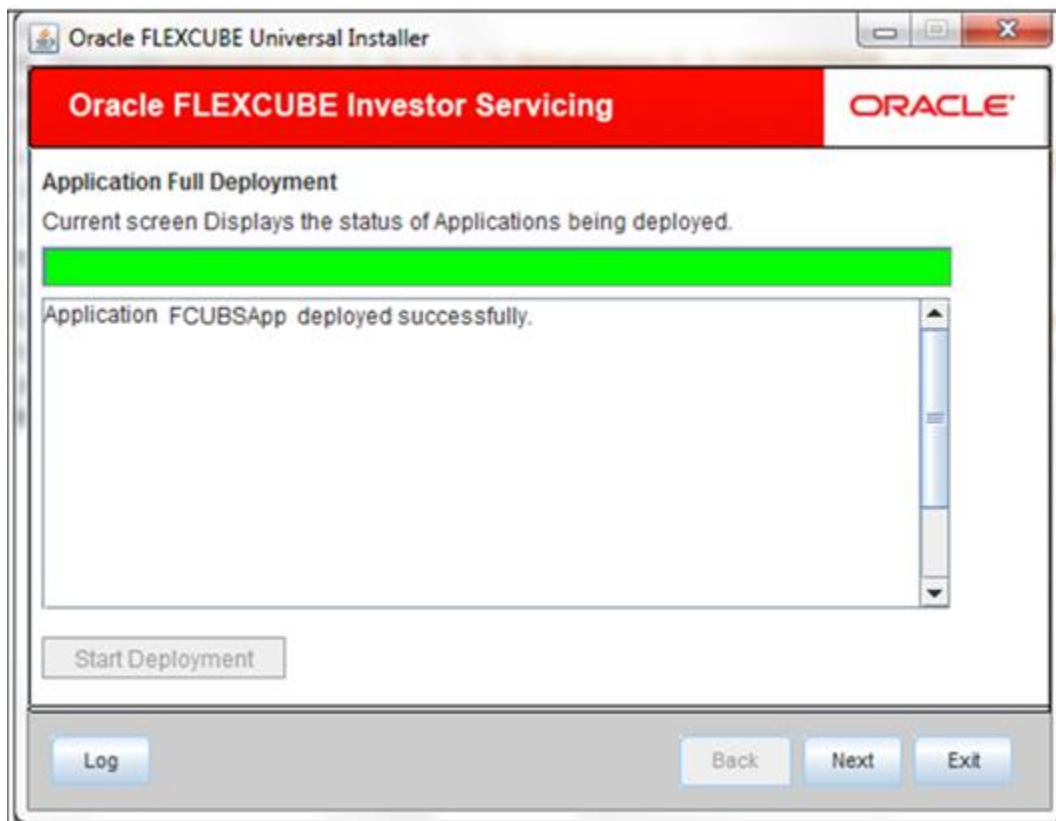 Oracle FLEXCUBE Universal Installer
Oracle FLEXCUBE Investor Servicing
ORACLE
Application Full Deployment
Current screen Displays the status of Applications being deployed.
Application FCUBSApp deployed successfully.
Start Deployment
Log
Back
Next
Exit